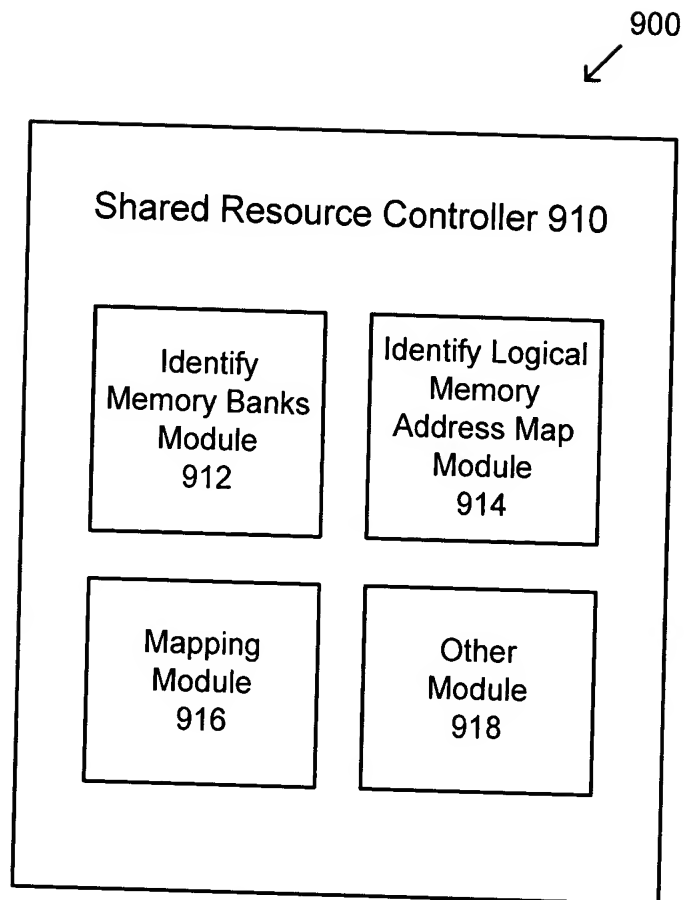 900
Shared Resource Controller 910
Identify
Memory Banks
Module
912
Identify Logical
Memory
Address Map
Module
914
Mapping
Module
916
Other
Module
918